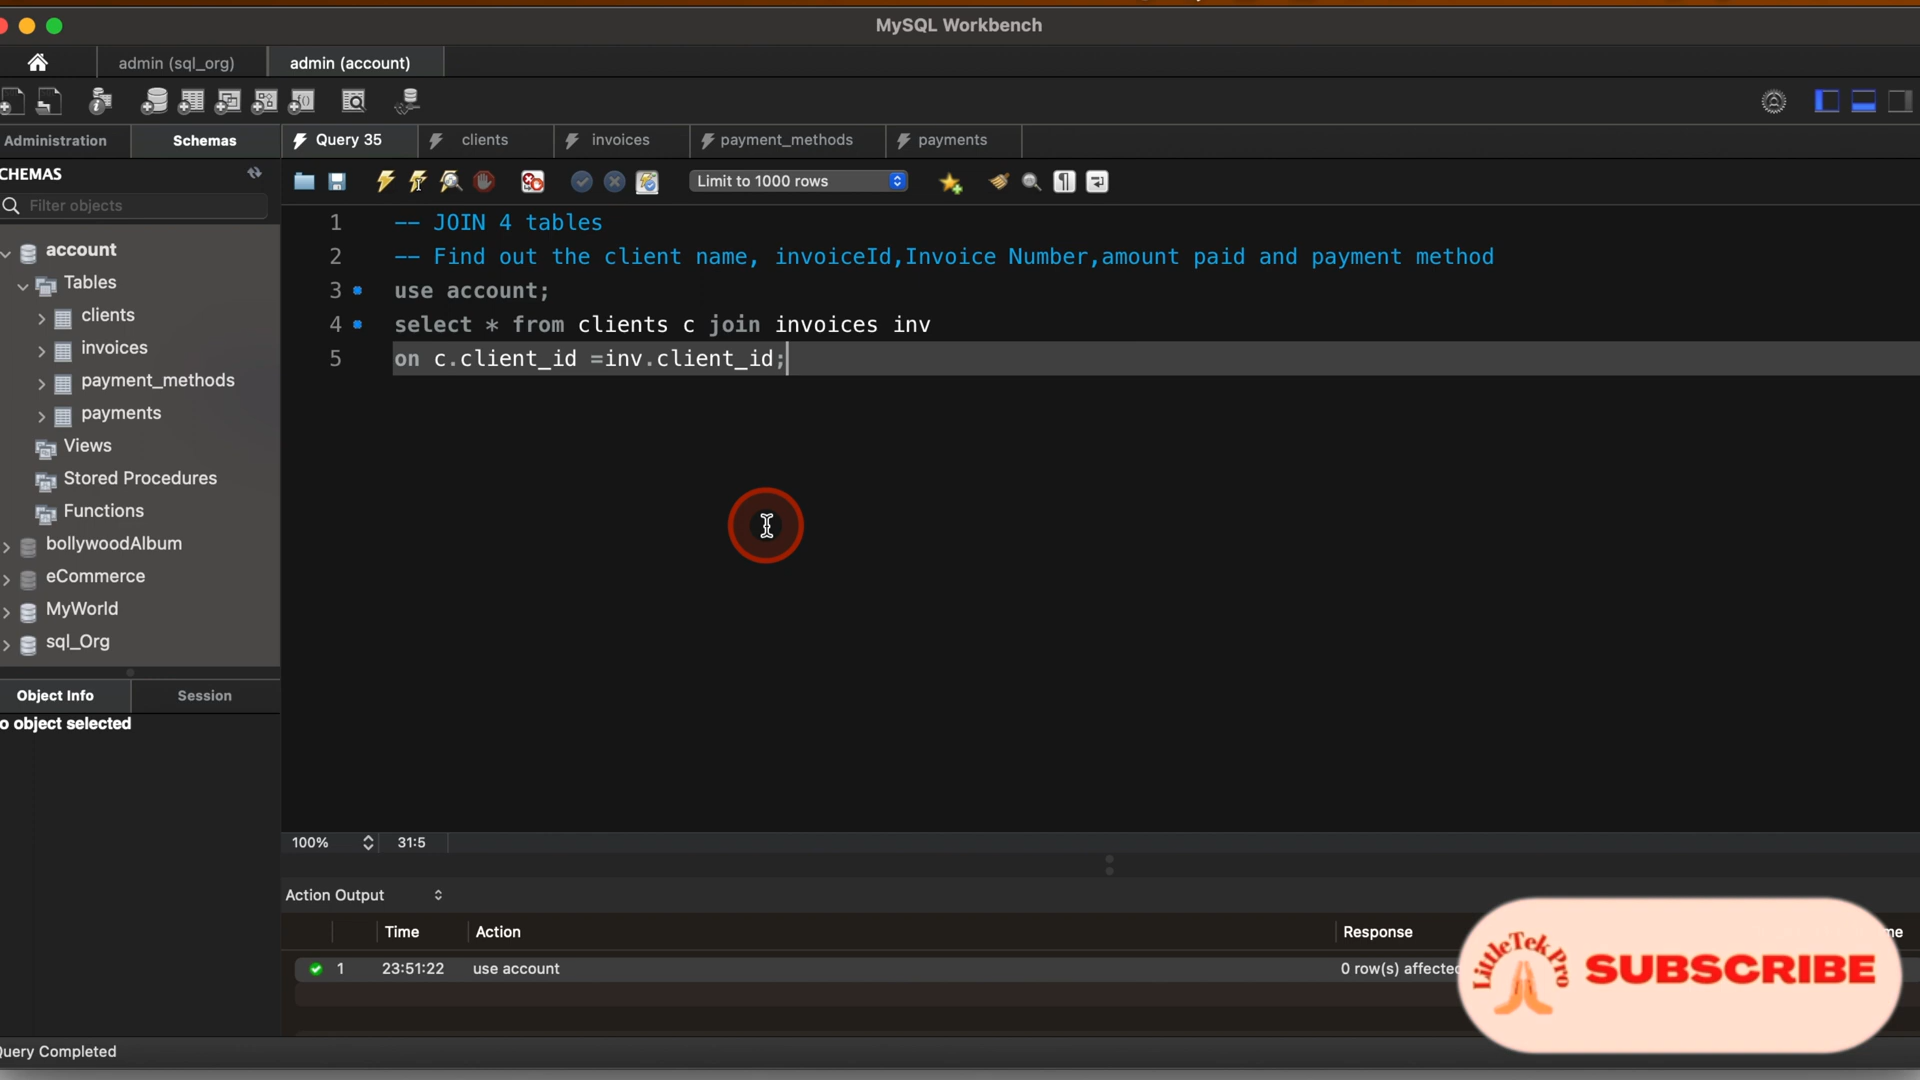 MySQL Workbench
admin (sql_org)
admin (account)
Administration
Schemas
Query 35
clients
invoices
payment_methods
payments
CHEMAS
Filter objects
Limit to 1000 rows
account
Tables
clients
invoices
payment_methods
payments
Views
Stored Procedures
Functions
bollywoodAlbum
eCommerce
MyWorld
sql_Org
1 -- JOIN 4 tables
2 -- Find out the client name, invoiceId,Invoice Number,amount paid and payment method
3 use account;
4 select * from clients c join invoices inv
5 on c.client_id =inv.client_id;
Object Info
Session
o object selected
100%
31:5
Action Output
Time
Action
Response
me
1
23:51:22
use account
0 row(s) affected
LittleTekPro
SUBSCRIBE
Query Completed